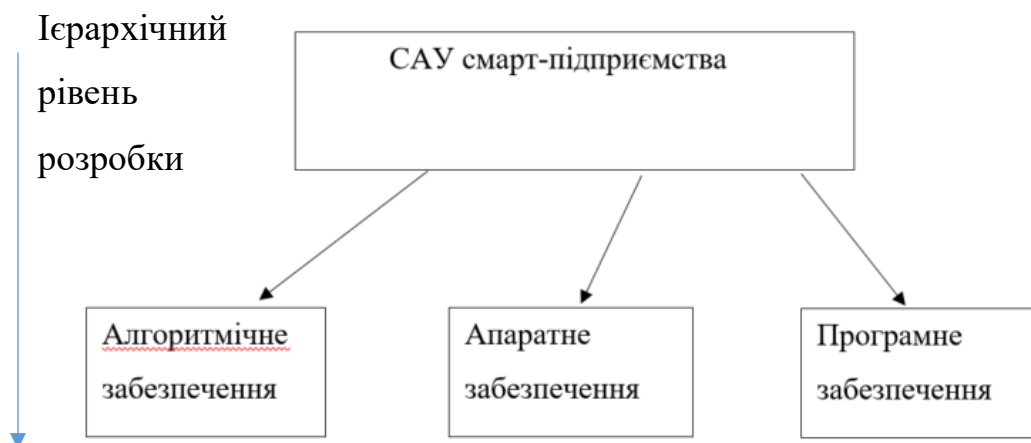 Ієрархічний
рівень
розробки
САУ смарт-підприємства
Алгоритмічне
забезпечення
Апаратне
забезпечення
Програмне
забезпечення